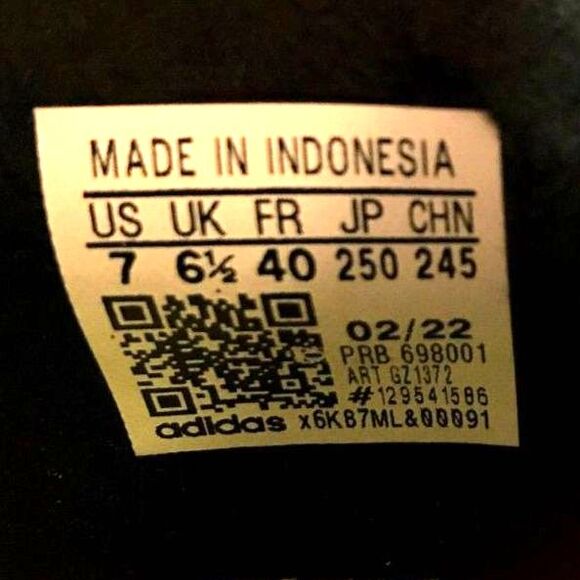 MADE IN INDONESIA
US UK FR JP CHN
7 6½ 40 250 245
02/22
PRB 698001
ART GZ1372
# 129541586
adidas x6KB7ML&00091